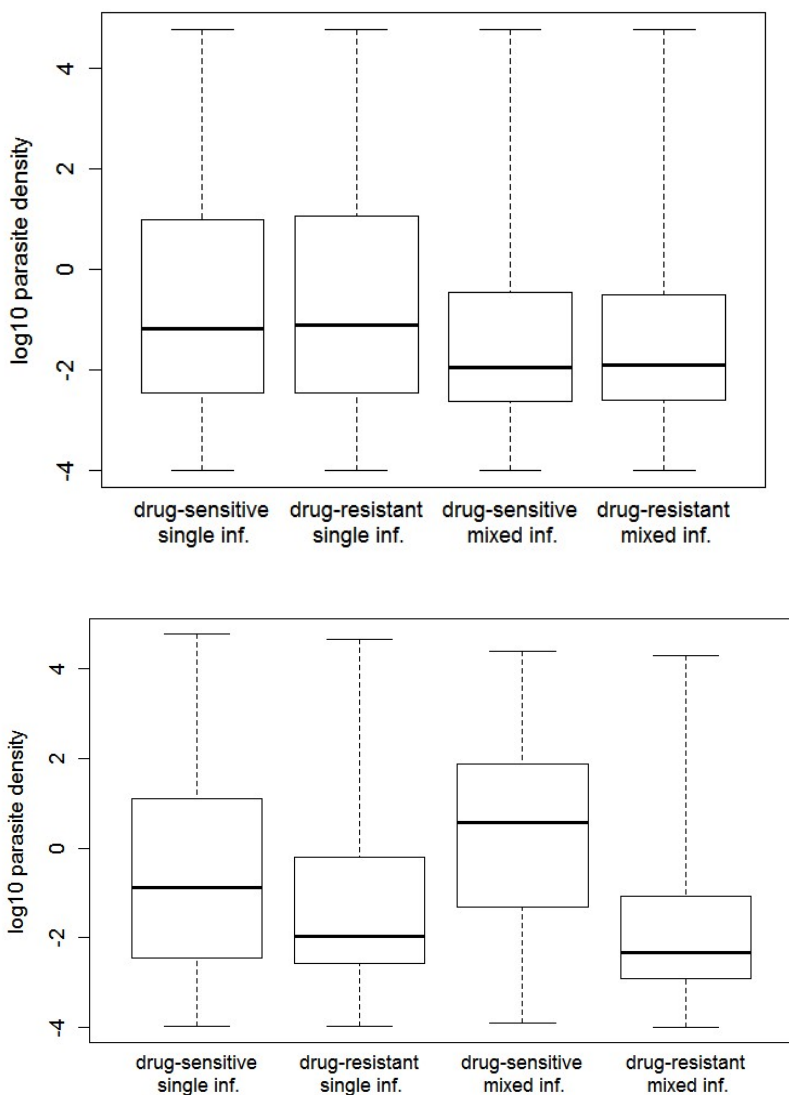 log10 parasite density
4
2
0
-2
-4
drug-sensitive drug-resistant drug-sensitive drug-resistant
single inf. single inf. mixed inf. mixed inf.
log10 parasite density
4
2
0
-2
-4
drug-sensitive drug-resistant drug-sensitive drug-resistant
single inf. single inf. mixed inf. mixed inf.